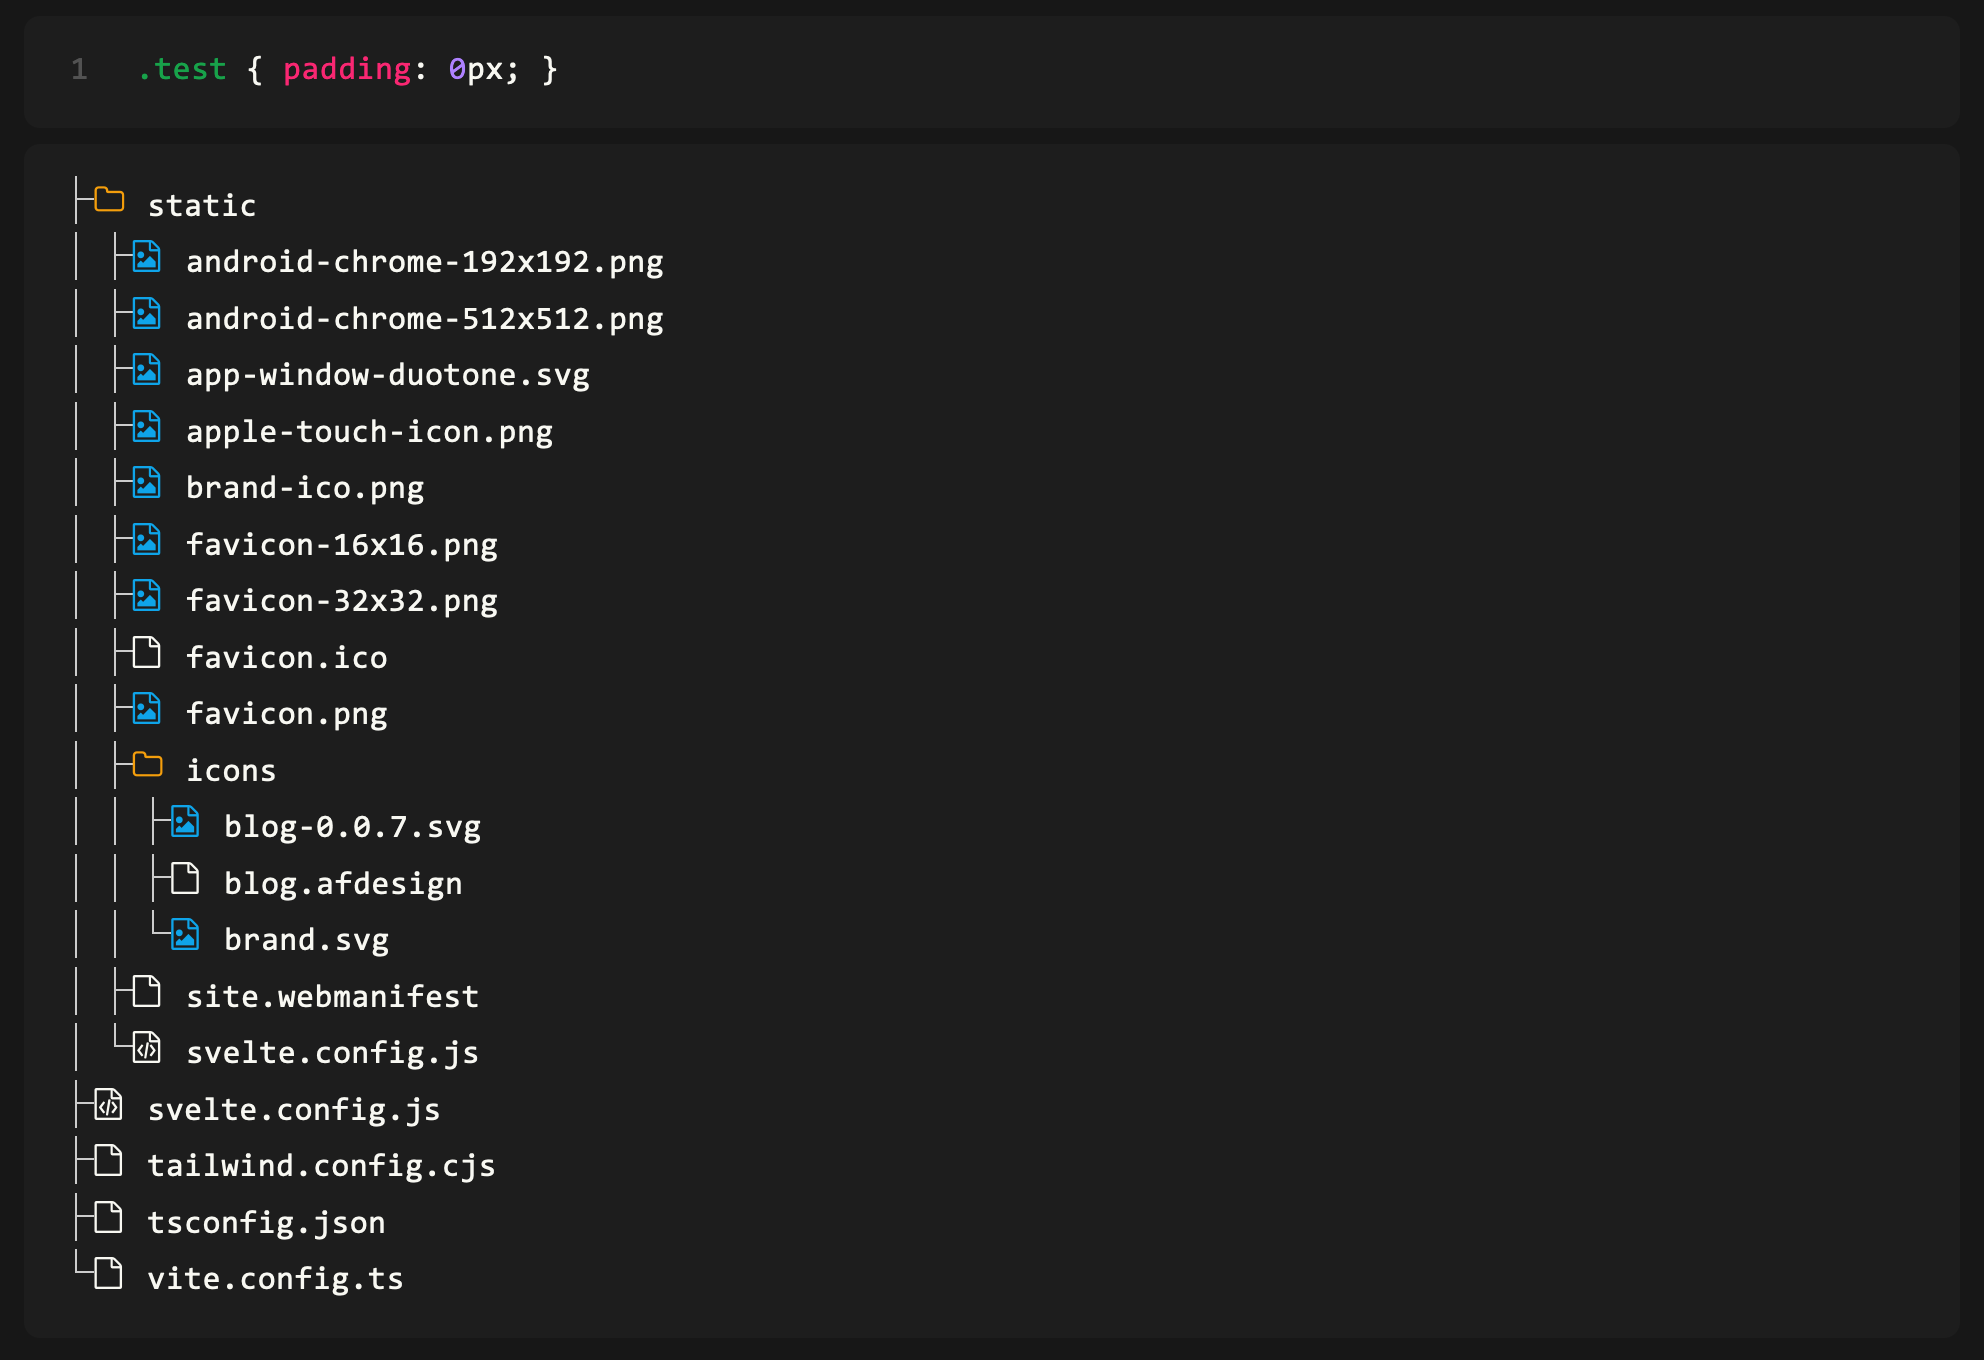 1 .test { padding: 0px; }
static
android-chrome-192x192.png
android-chrome-512x512.png
app-window-duotone.svg
apple-touch-icon.png
brand-ico.png
favicon-16x16.png
favicon-32x32.png
favicon.ico
favicon.png
icons
blog-0.0.7.svg
blog.afdesign
brand.svg
site.webmanifest
svelte.config.js
svelte.config.js
tailwind.config.cjs
tsconfig.json
vite.config.ts